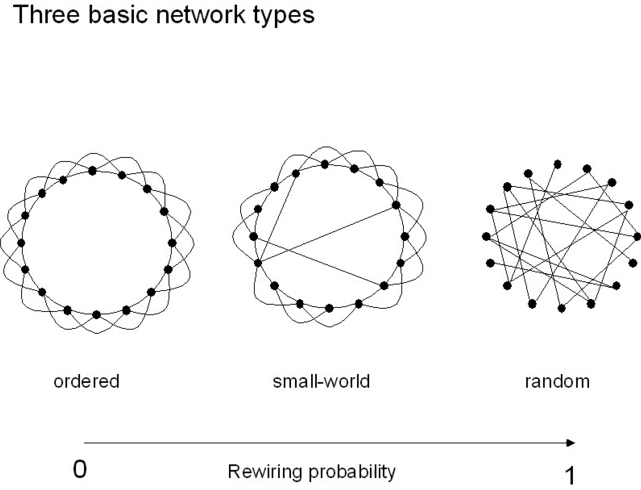 Three basic network types
ordered
small-world
random
0
Rewiring probability
1